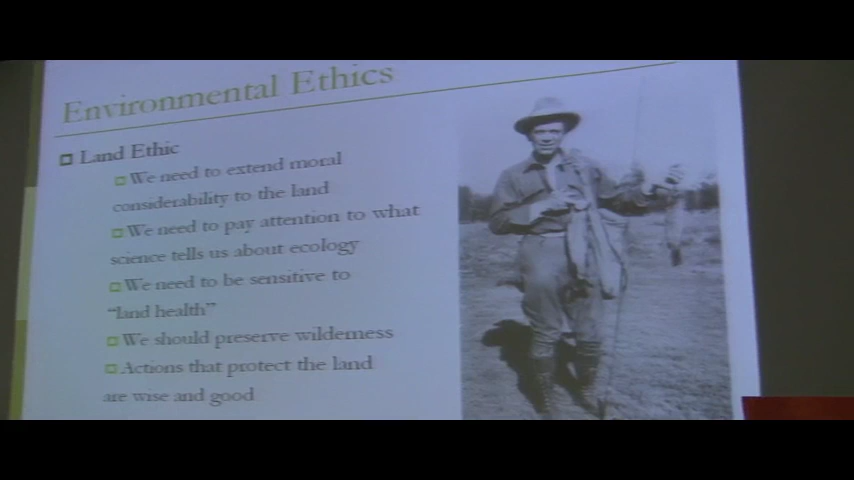 Environmental Ethics
Land Ethic
We need to extend moral
considerability to the land
We need to pay attention to what
science tells us about ecology
We need to be sensitive to
“land health”
We should preserve wilderness
Actions that protect the land
are wise and good